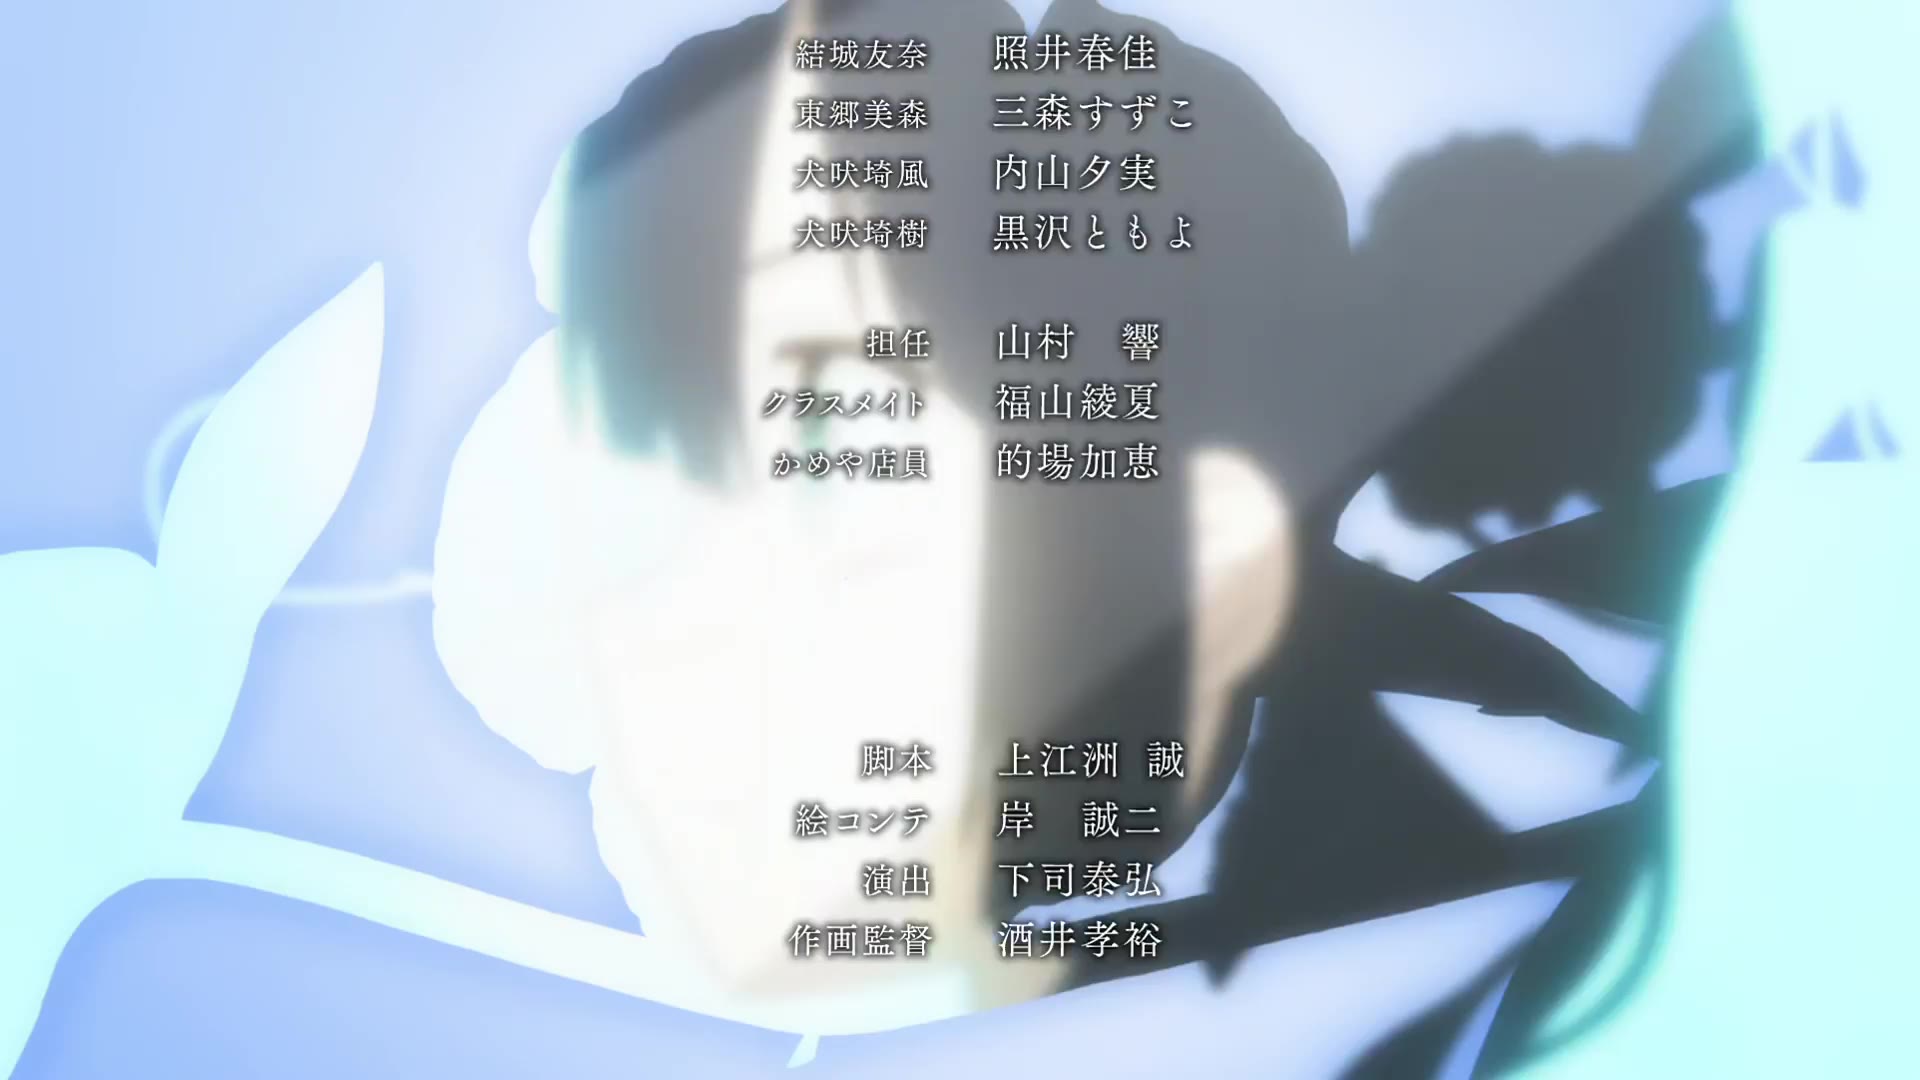 結城友奈　照井春佳
東郷美森　三森すずこ
犬吠埼風　内山夕実
犬吠埼樹　黒沢ともよ
担任　山村　響
クラスメイト　福山綾夏
かめや店員　的場加恵
脚本　上江洲 誠
絵コンテ　岸　誠二
演出　下司泰弘
作画監督　酒井孝裕